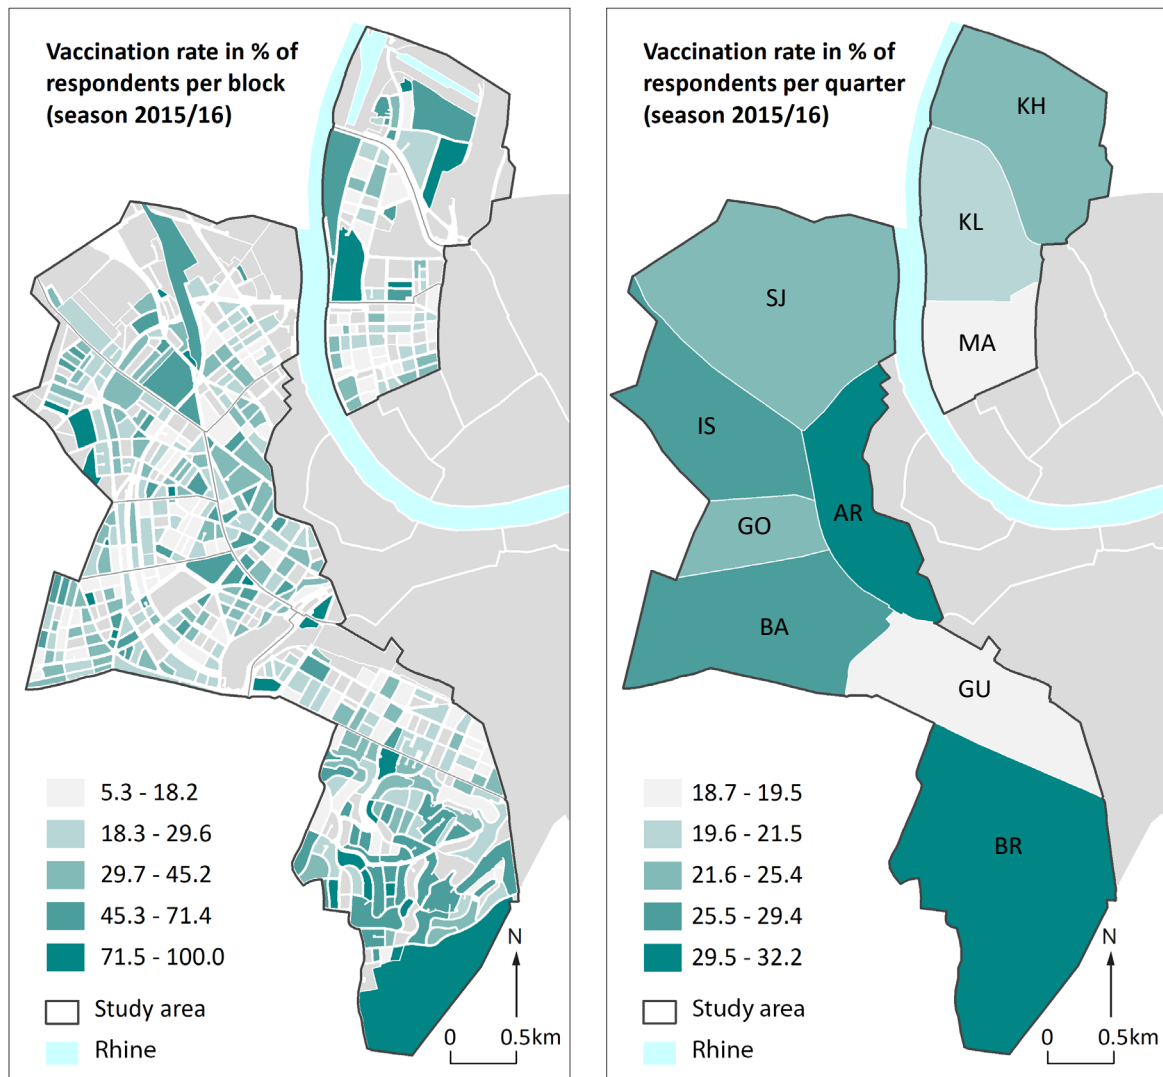 Vaccination rate in % of
respondents per block
(season 2015/16)
5.3 - 18.2
18.3 - 29.6
29.7 - 45.2
45.3 - 71.4
71.5 - 100.0
Study area
Rhine
N
0 0.5km
Vaccination rate in % of
respondents per quarter
(season 2015/16)
KH
KL
SJ
MA
IS
AR
GO
BA
GU
BR
18.7 - 19.5
19.6 - 21.5
21.6 - 25.4
25.5 - 29.4
29.5 - 32.2
Study area
Rhine
N
0 0.5km